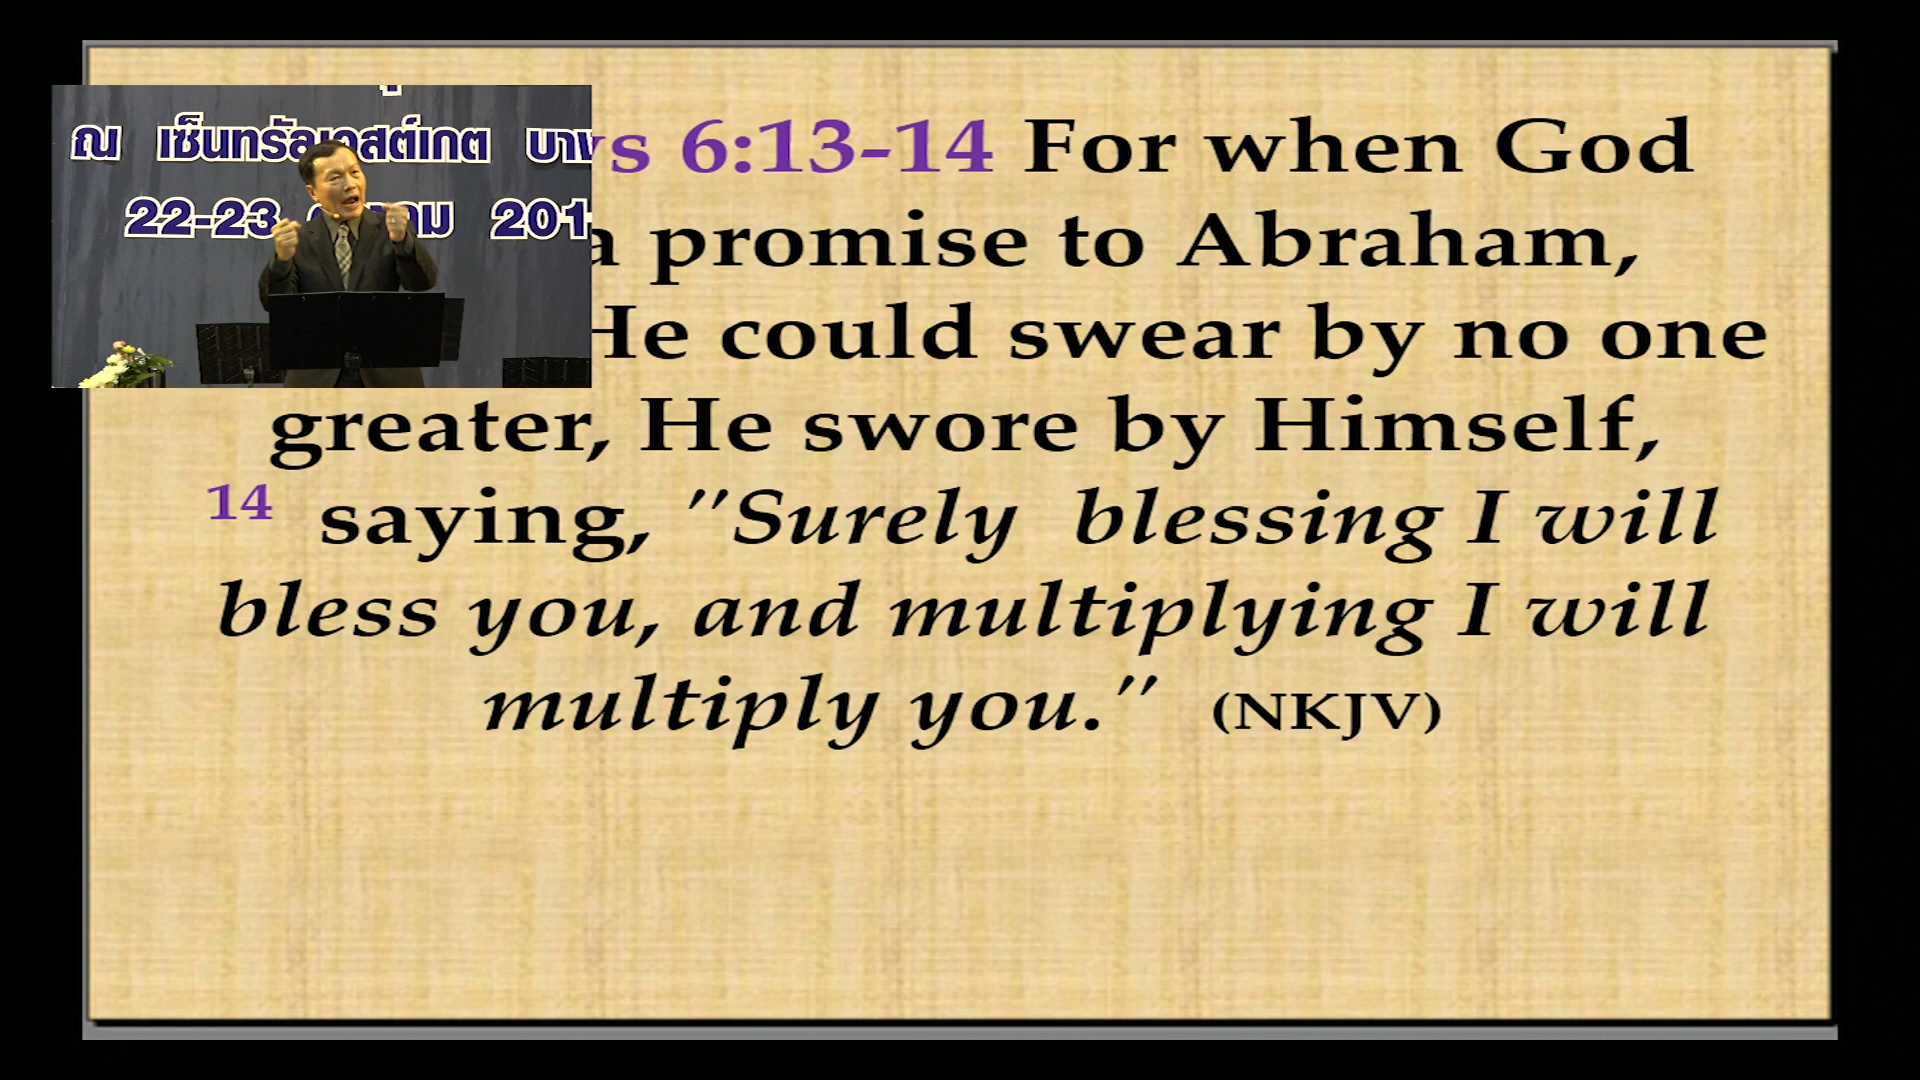 ณ เซ็นทรัล เวสต์เกต
22-23 201
6:13-14 For when God
a promise to Abraham,
He could swear by no one
greater, He swore by Himself,
14 saying, "Surely blessing I will
bless you, and multiplying I will
multiply you." (NKJV)